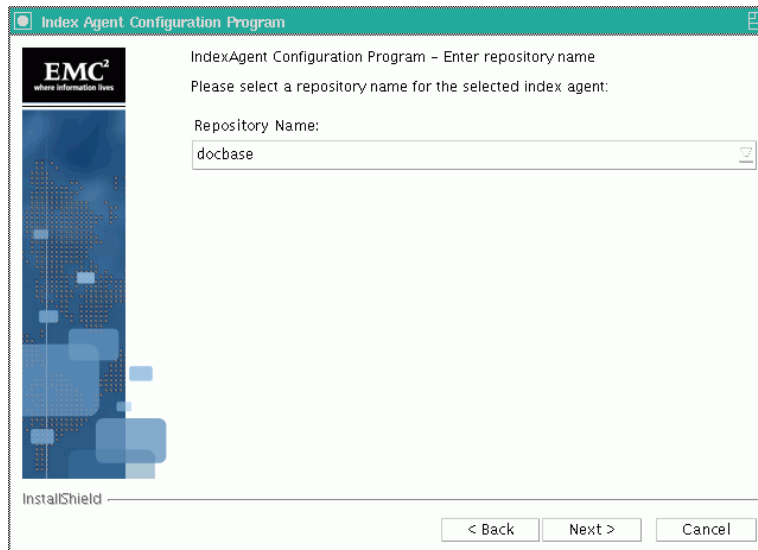 Index Agent Configuration Program
EMC²
where information lives
IndexAgent Configuration Program – Enter repository name
Please select a repository name for the selected index agent:
Repository Name:
docbase
InstallShield
< Back
Next >
Cancel